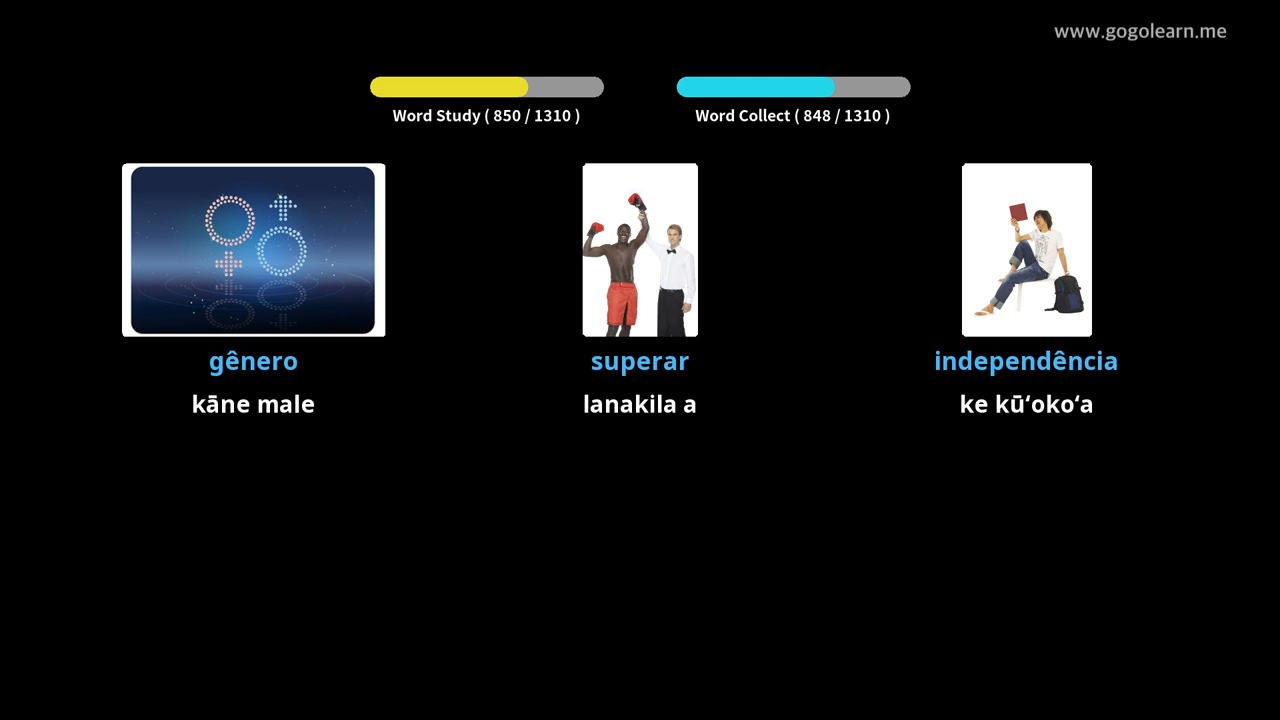 www.gogolearn.me
Word Study ( 850 / 1310 )
Word Collect ( 848 / 1310 )
gênero
superar
independência
kāne male
lanakila a
ke kūʻokoʻa